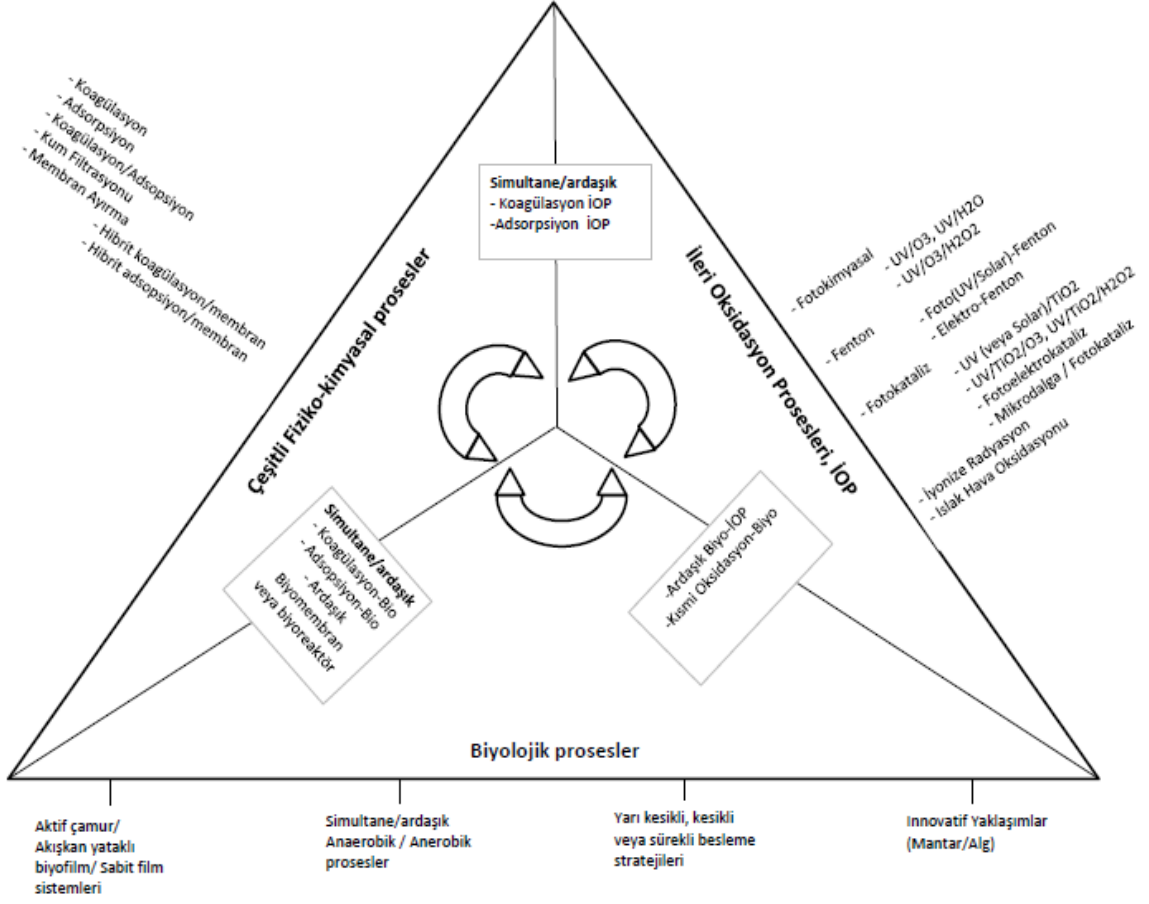 - Koagülasyon
- Adsorpsiyon
- Koagülasyon/Adsopsiyon
- Kum Filtrasyonu
- Membran Ayırma
- Hibrit koagülasyon/membran
- Hibrit adsopsiyon/membran
Çeşitli Fiziko-kimyasal prosesler
Simultane/ardaşık
- Koagülasyon İOP
-Adsorpsiyon İOP
İleri Oksidasyon Prosesleri, İOP
- Fotokimyasal
- UV/O3, UV/H2O
- UV/O3/H2O2
- Fenton
- Foto(UV/Solar)-Fenton
- Elektro-Fenton
- Fotokataliz
- UV (veya Solar)/TiO2
- UV/TiO2/O3, UV/TiO2/H2O2
- Fotoelektrokataliz
- Mikrodalga / Fotokataliz
- İyonize Radyasyon
- Islak Hava Oksidasyonu
Simultane/ardaşık
- Koagülasyon-Bio
- Adsopsiyon-Bio
- Ardaşık
Biyomembran
veya biyoreaktör
-Ardaşık Biyo-İOP
-Kısmi Oksidasyon-Biyo
Biyolojik prosesler
Aktif çamur/
Akışkan yataklı
biyofilm/ Sabit film
sistemleri
Simultane/ardaşık
Anaerobik / Anerobik
prosesler
Yarı kesikli, kesikli
veya sürekli besleme
stratejileri
Innovatif Yaklaşımlar
(Mantar/Alg)